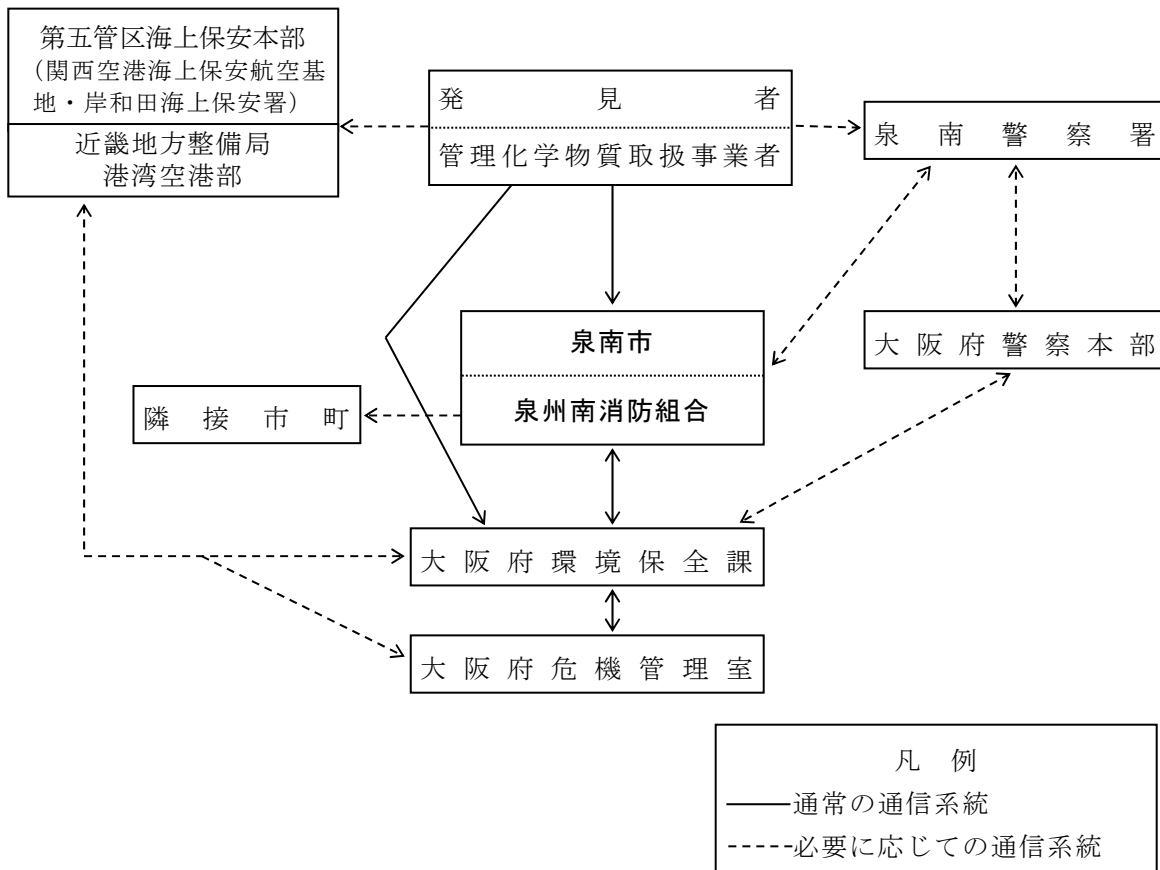 第五管区海上保安本部
（関西空港海上保安航空基
地・岸和田海上保安署）
近畿地方整備局
港湾空港部
発見者
管理化学物質取扱事業者
泉南警察署
泉南市
泉州南消防組合
大阪府警察本部
隣接市町
大阪府環境保全課
大阪府危機管理室
凡例
通常の通信系統
必要に応じての通信系統